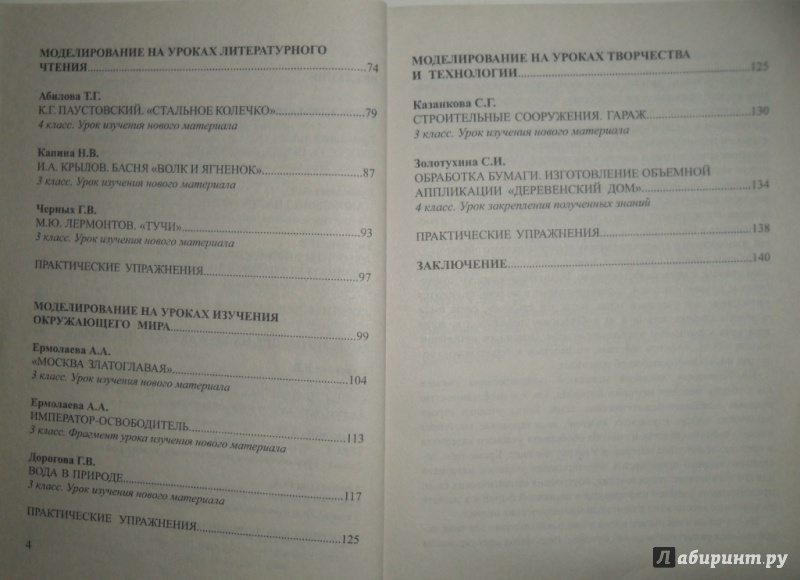 МОДЕЛИРОВАНИЕ НА УРОКАХ ЛИТЕРАТУРНОГО
ЧТЕНИЯ..........74
Абилова Т.Г.
К.Г. ПАУСТОВСКИЙ. «СТАЛЬНОЕ КОЛЕЧКО»..........79
4 класс. Урок изучения нового материала
Капина Н.В.
И.А. КРЫЛОВ. БАСНЯ «ВОЛК И ЯГНЕНОК»..........87
3 класс. Урок изучения нового материала
Черных Г.В.
М.Ю. ЛЕРМОНТОВ. «ТУЧИ»..........93
3 класс. Урок изучения нового материала
ПРАКТИЧЕСКИЕ УПРАЖНЕНИЯ..........97
МОДЕЛИРОВАНИЕ НА УРОКАХ ИЗУЧЕНИЯ
ОКРУЖАЮЩЕГО МИРА..........99
Ермолаева А.А.
«МОСКВА ЗЛАТОГЛАВАЯ»..........104
3 класс. Урок изучения нового материала
Ермолаева А.А.
ИМПЕРАТОР-ОСВОБОДИТЕЛЬ..........113
3 класс. Фрагмент урока изучения нового материала
Дорогова Г.В.
ВОДА В ПРИРОДЕ..........117
3 класс. Урок изучения нового материала
ПРАКТИЧЕСКИЕ УПРАЖНЕНИЯ..........125
4
МОДЕЛИРОВАНИЕ НА УРОКАХ ТВОРЧЕСТВА
И ТЕХНОЛОГИИ..........125
Казанкова С.Г.
СТРОИТЕЛЬНЫЕ СООРУЖЕНИЯ. ГАРАЖ..........130
3 класс. Урок изучения нового материала
Золотухина С.И.
ОБРАБОТКА БУМАГИ. ИЗГОТОВЛЕНИЕ ОБЪЕМНОЙ
АППЛИКАЦИИ «ДЕРЕВЕНСКИЙ ДОМ»..........134
4 класс. Урок закрепления полученных знаний
ПРАКТИЧЕСКИЕ УПРАЖНЕНИЯ..........138
ЗАКЛЮЧЕНИЕ..........140
Лабиринт.ру